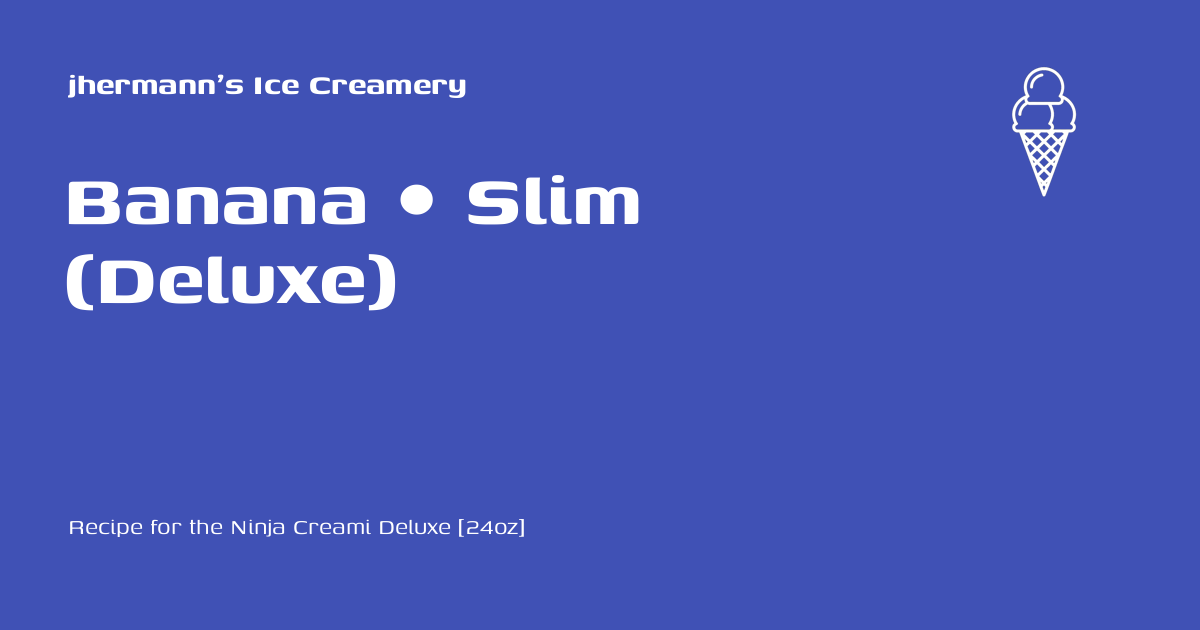 jhermann’s Ice Creamery
Banana • Slim
(Deluxe)
Recipe for the Ninja Creami Deluxe [24oz]